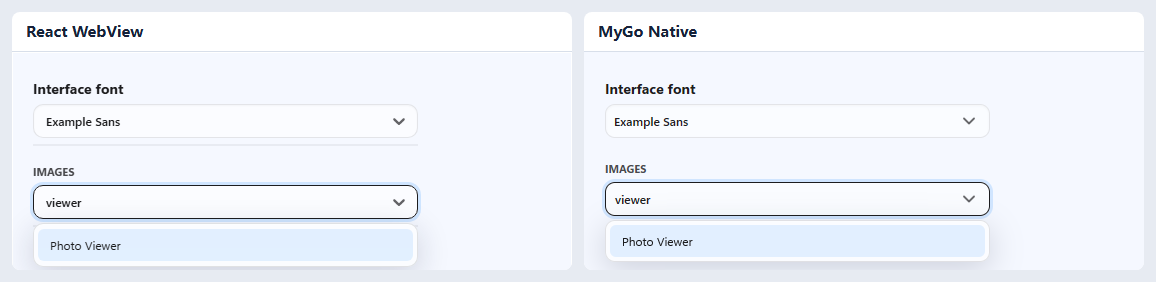 React WebView
Interface font
Example Sans
IMAGES
viewer
Photo Viewer
MyGo Native
Interface font
Example Sans
IMAGES
viewer
Photo Viewer